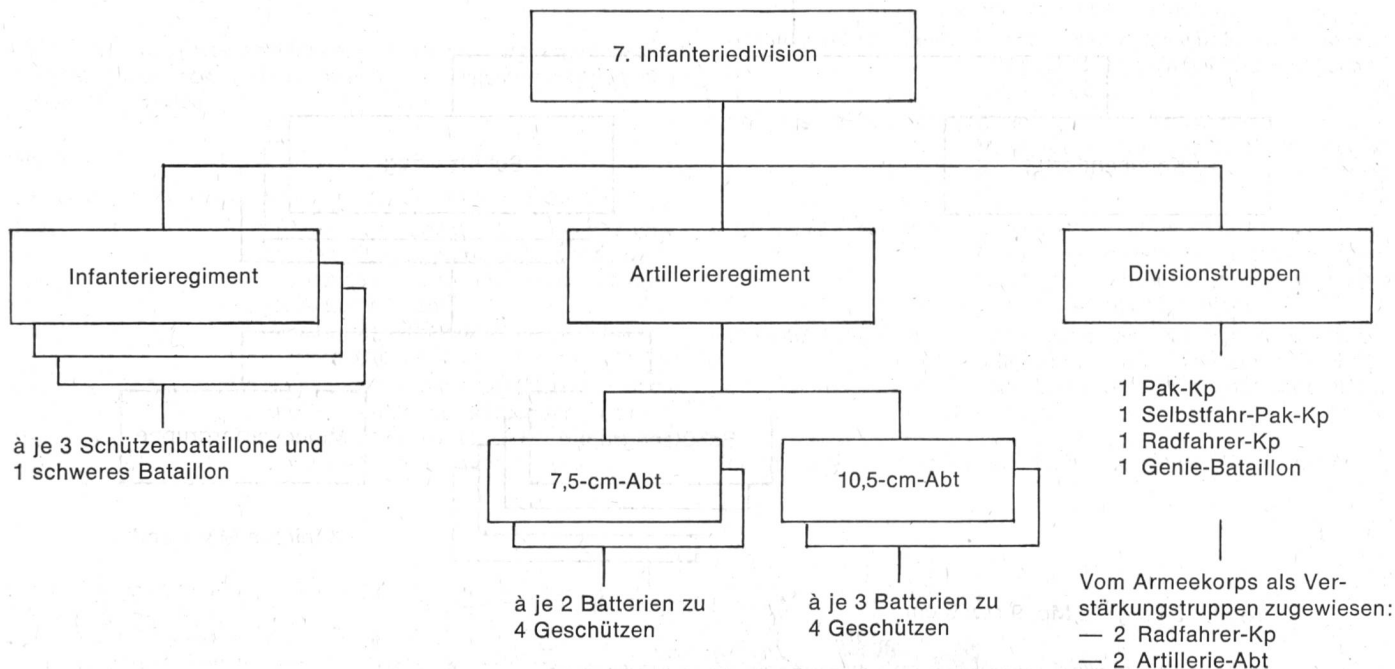 7. Infanteriedivision
Infanterieregiment
Artillerieregiment
Divisionstruppen
à je 3 Schützenbataillone und
1 schweres Bataillon
7,5-cm-Abt
10,5-cm-Abt
à je 2 Batterien zu
4 Geschützen
à je 3 Batterien zu
4 Geschützen
1 Pak-Kp
1 Selbstfahr-Pak-Kp
1 Radfahrer-Kp
1 Genie-Bataillon
Vom Armeekorps als Ver-
stärkungstruppen zugewiesen:
— 2 Radfahrer-Kp
— 2 Artillerie-Abt